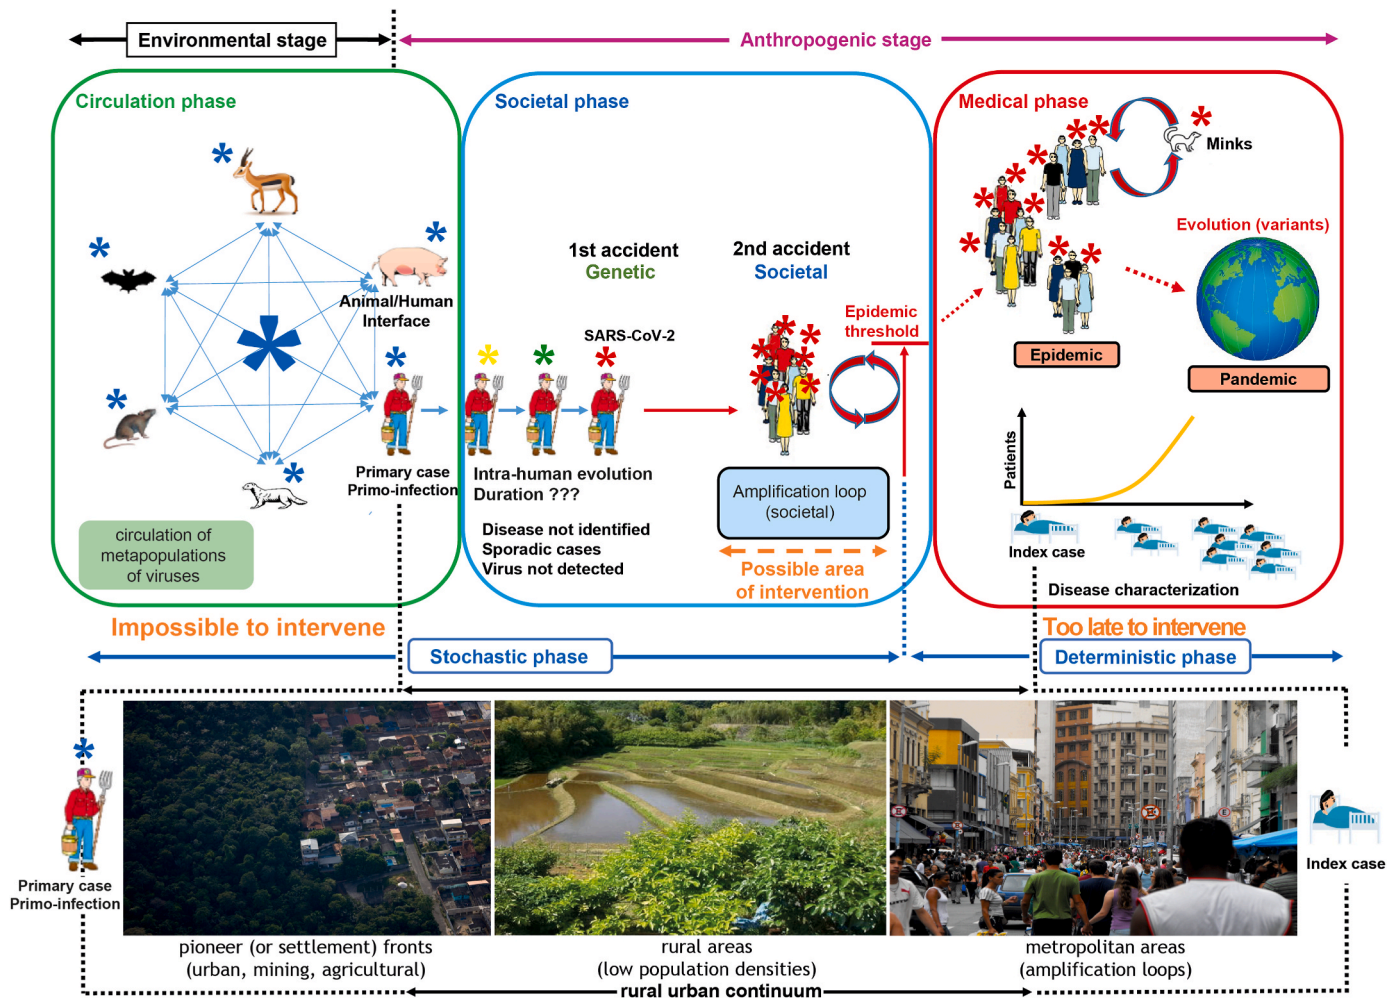 Environmental stage
Anthropogenic stage
Circulation phase
Societal phase
Medical phase
Minks
Evolution (variants)
1st accident
Genetic
2nd accident
Societal
Animal/Human
Interface
Epidemic
threshold
SARS-CoV-2
Epidemic
Pandemic
Primary case
Primo-infection
Intra-human evolution
Duration ???
Amplification loop
(societal)
Patients
circulation of
metapopulations
of viruses
Disease not identified
Sporadic cases
Virus not detected
Possible area
of intervention
Index case
Disease characterization
Impossible to intervene
Too late to intervene
Stochastic phase
Deterministic phase
Primary case
Primo-infection
Index case
pioneer (or settlement) fronts
(urban, mining, agricultural)
rural areas
(low population densities)
metropolitan areas
(amplification loops)
rural urban continuum